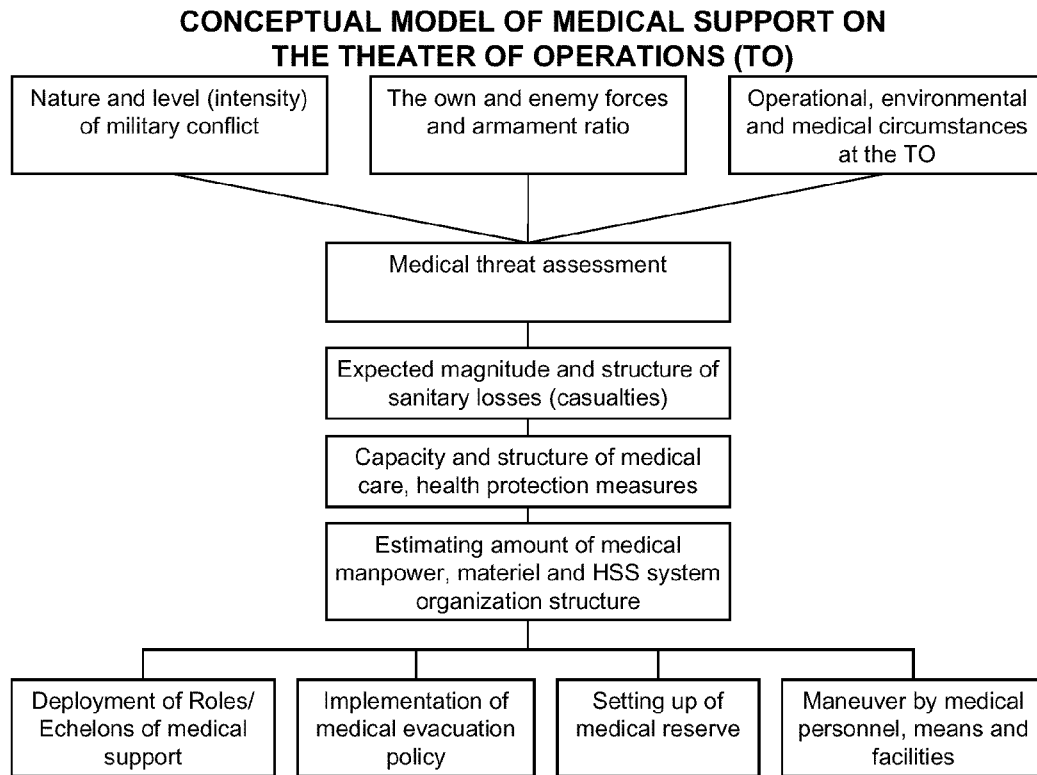 CONCEPTUAL MODEL OF MEDICAL SUPPORT ON
THE THEATER OF OPERATIONS (TO)
Nature and level (intensity)
of military conflict
The own and enemy forces
and armament ratio
Operational, environmental
and medical circumstances
at the TO
Medical threat assessment
Expected magnitude and structure of
sanitary losses (casualties)
Capacity and structure of medical
care, health protection measures
Estimating amount of medical
manpower, materiel and HSS system
organization structure
Deployment of Roles/
Echelons of medical
support
Implementation of
medical evacuation
policy
Setting up of
medical reserve
Maneuver by medical
personnel, means and
facilities